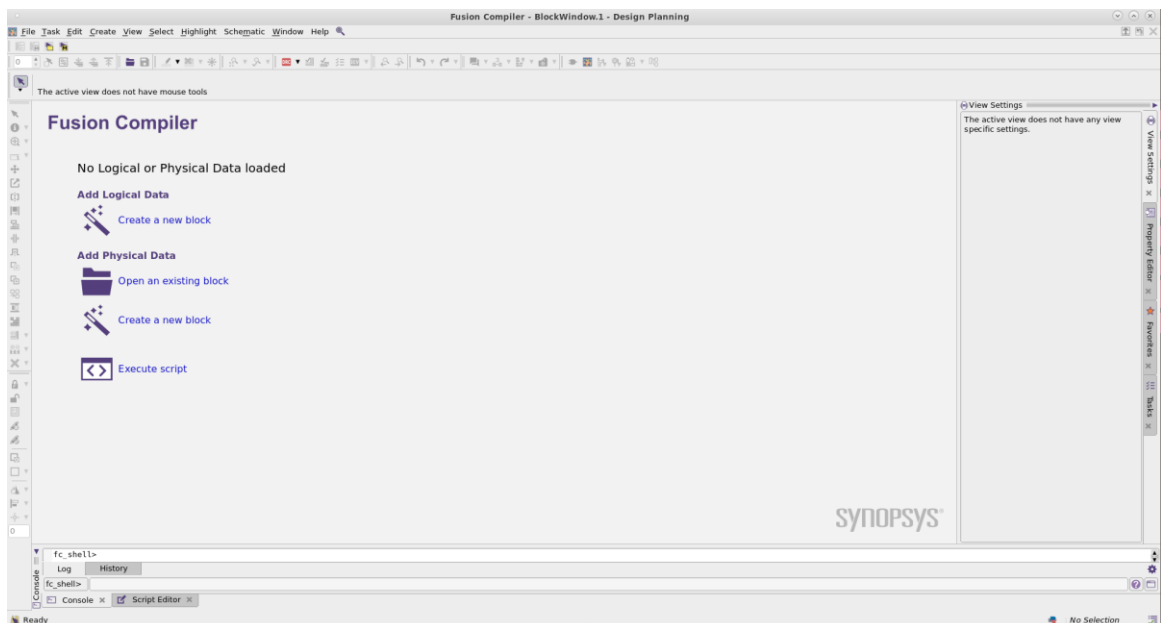 Fusion Compiler - BlockWindow.1 - Design Planning
File Task Edit Create View Select Highlight Schematic Window Help
0
The active view does not have mouse tools
Fusion Compiler
No Logical or Physical Data loaded
Add Logical Data
Create a new block
Add Physical Data
Open an existing block
Create a new block
Execute script
SYNOPSYS®
View Settings
The active view does not have any view
specific settings.
View Settings
Property Editor
Favorites
Tasks
0
fc_shell>
Log History
fc_shell>
Console
Console Script Editor
Ready No Selection